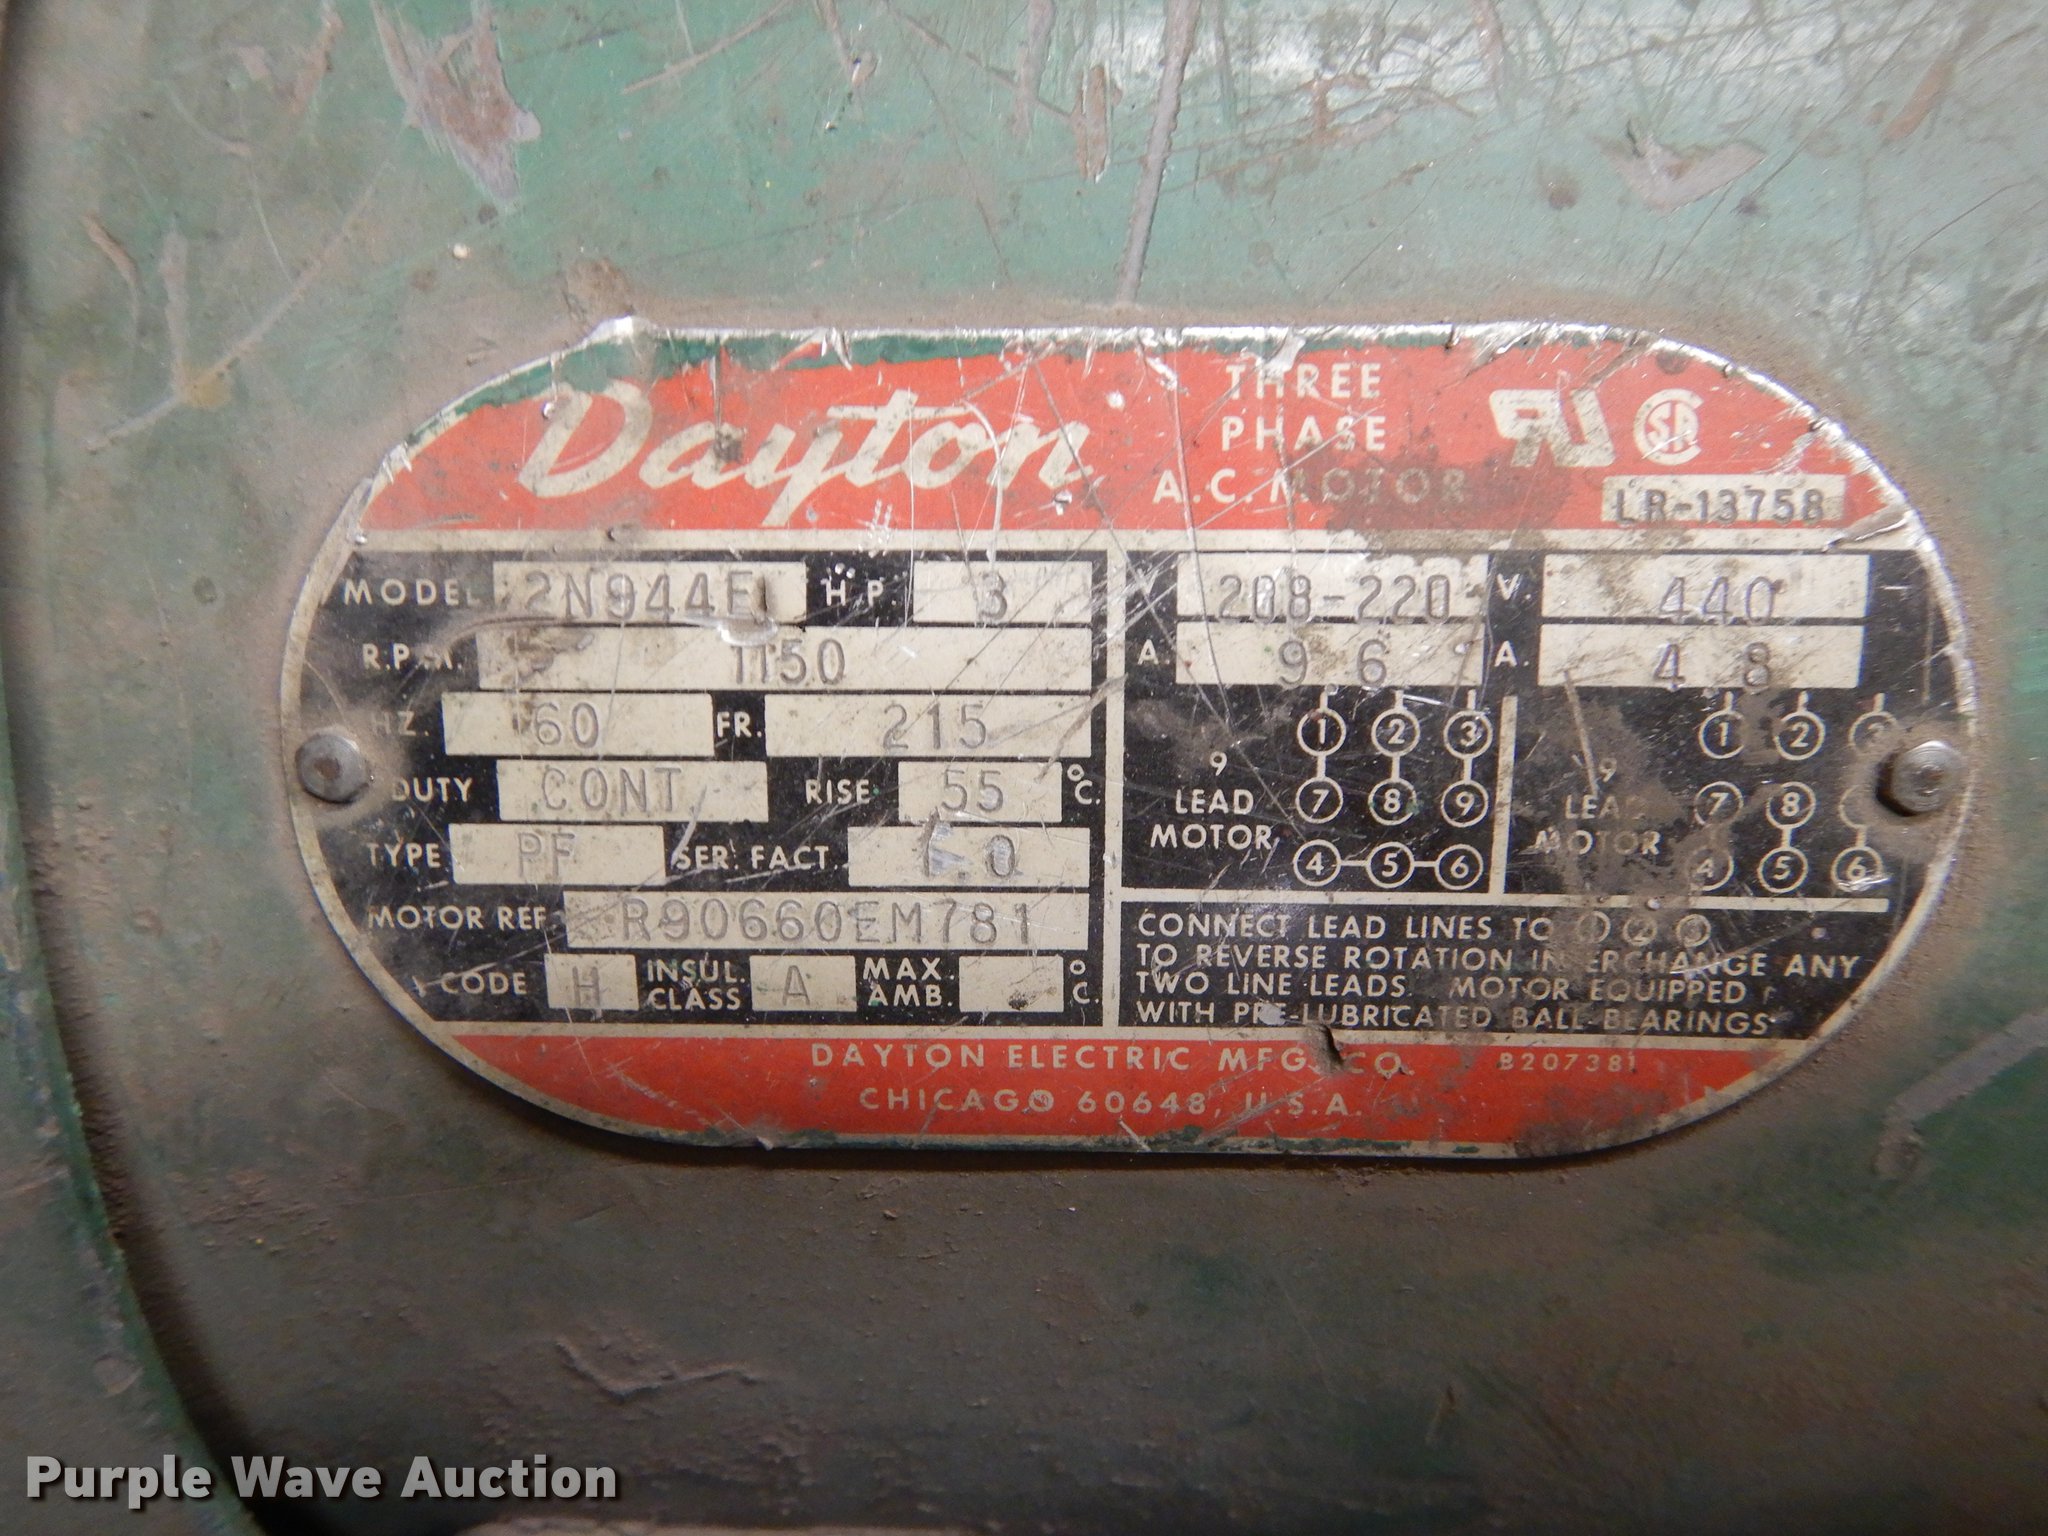 Dayton
THREE
PHASE
A.C. MOTOR
LR-13758
MODEL 2N944E H.P. 3
R.P.M. 1150
HZ. 60 FR. 215
DUTY CONT. RISE 55 °C.
TYPE PF SER. FACT. 1.0
MOTOR REF. R90660EM781
CODE H INSUL. CLASS A MAX. AMB. °C.
V. 208-220 V. 440
A. 9 6 A. 4 8
9 LEAD MOTOR
1 2 3
7 8 9
4 5 6
9 LEAD MOTOR
1 2 3
7 8
4 5 6
CONNECT LEAD LINES TO 1 2 3
TO REVERSE ROTATION INTERCHANGE ANY
TWO LINE LEADS. MOTOR EQUIPPED
WITH PRE-LUBRICATED BALL BEARINGS
DAYTON ELECTRIC MFG. CO. B207381
CHICAGO 60648, U.S.A.
Purple Wave Auction